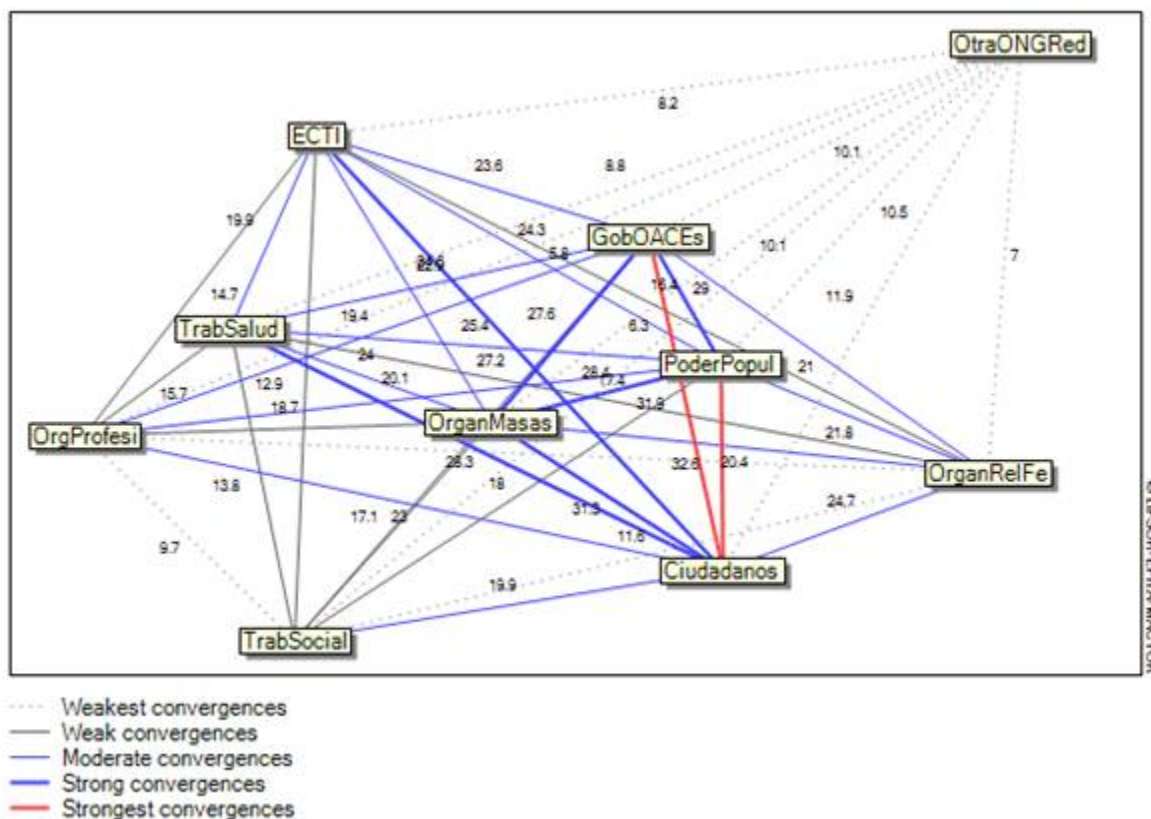 OtraONGRed
8.2
ECTI
10.1
23.6
8.8
10.5
19.9
24.3
GobOACEs
5.8
10.1
7
15.4
29
11.9
14.7
TrabSalud
19.4
25.4
27.6
6.3
24
27.2
PoderPopul
21
15.7
12.9
20.1
28.4
17.4
18.7
31.9
OrgProfesi
OrganMasas
21.8
28.3
32.6
20.4
OrganRelFe
13.8
18
24.7
17.1
23
31.3
9.7
11.6
Ciudadanos
19.9
TrabSocial
Weakest convergences
Weak convergences
Moderate convergences
Strong convergences
Strongest convergences